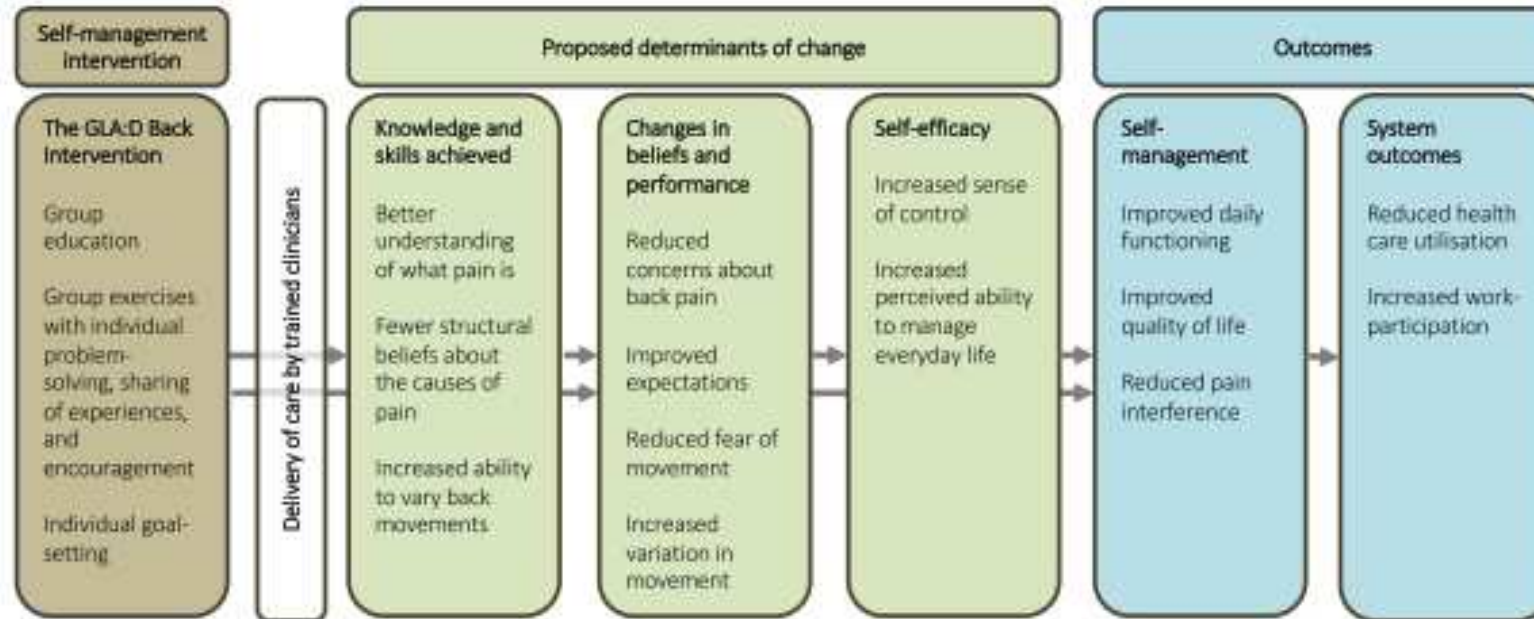 Self-management
intervention
Proposed determinants of change
Outcomes
The GLA:D Back
Intervention
Group
education
Group exercises
with individual
problem-
solving, sharing
of experiences,
and
encouragement
Individual goal-
setting
Delivery of care by trained clinicians
Knowledge and
skills achieved
Better
understanding
of what pain is
Fewer structural
beliefs about
the causes of
pain
Increased ability
to vary back
movements
Changes in
beliefs and
performance
Reduced
concerns about
back pain
Improved
expectations
Reduced fear of
movement
Increased
variation in
movement
Self-efficacy
Increased sense
of control
Increased
perceived ability
to manage
everyday life
Self-
management
Improved daily
functioning
Improved
quality of life
Reduced pain
interference
System
outcomes
Reduced health
care utilisation
Increased work-
participation